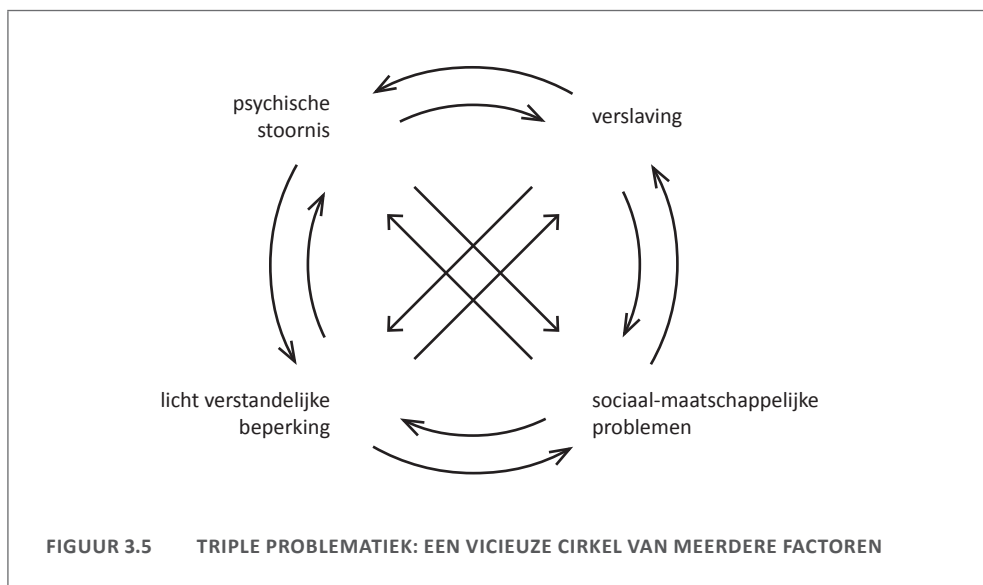 psychische
stoornis
verslaving
licht verstandelijke
beperking
sociaal-maatschappelijke
problemen
FIGUUR 3.5 TRIPLE PROBLEMATIEK: EEN VICIEUZE CIRKEL VAN MEERDERE FACTOREN